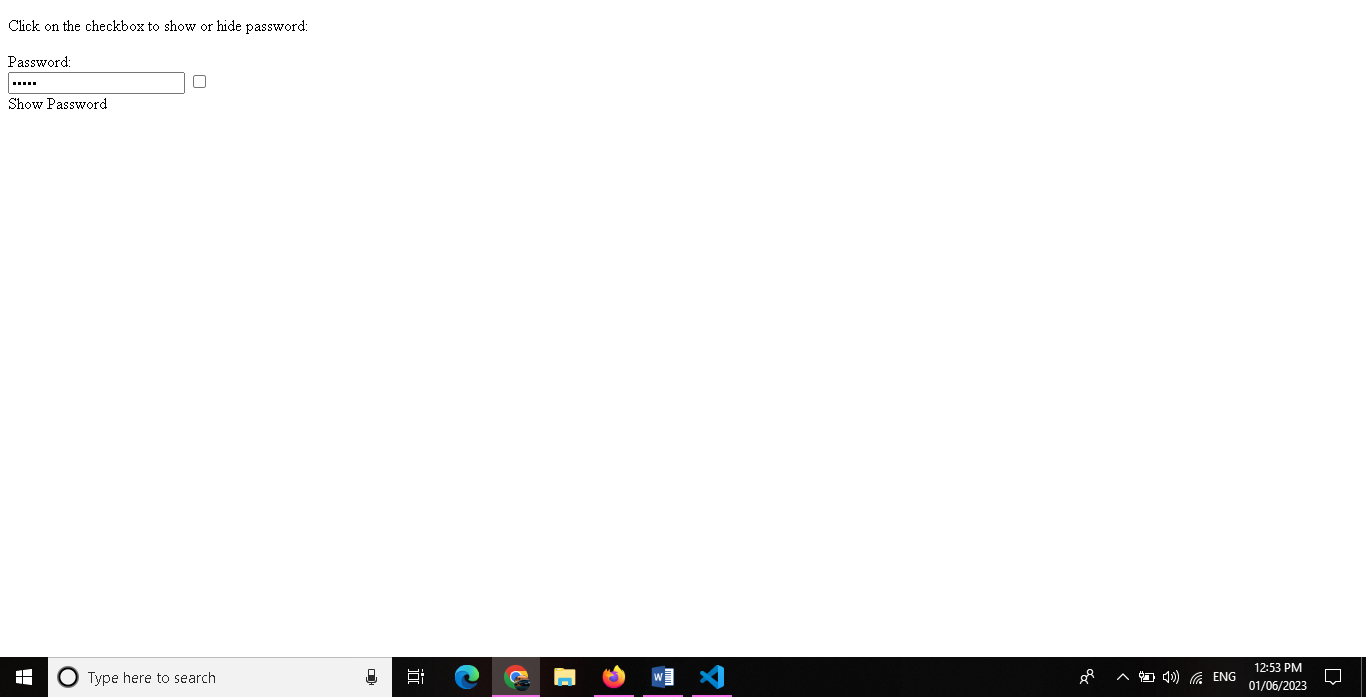 Click on the checkbox to show or hide password:
Password:
•••••
Show Password
Type here to search
W
ENG
12:53 PM
01/06/2023